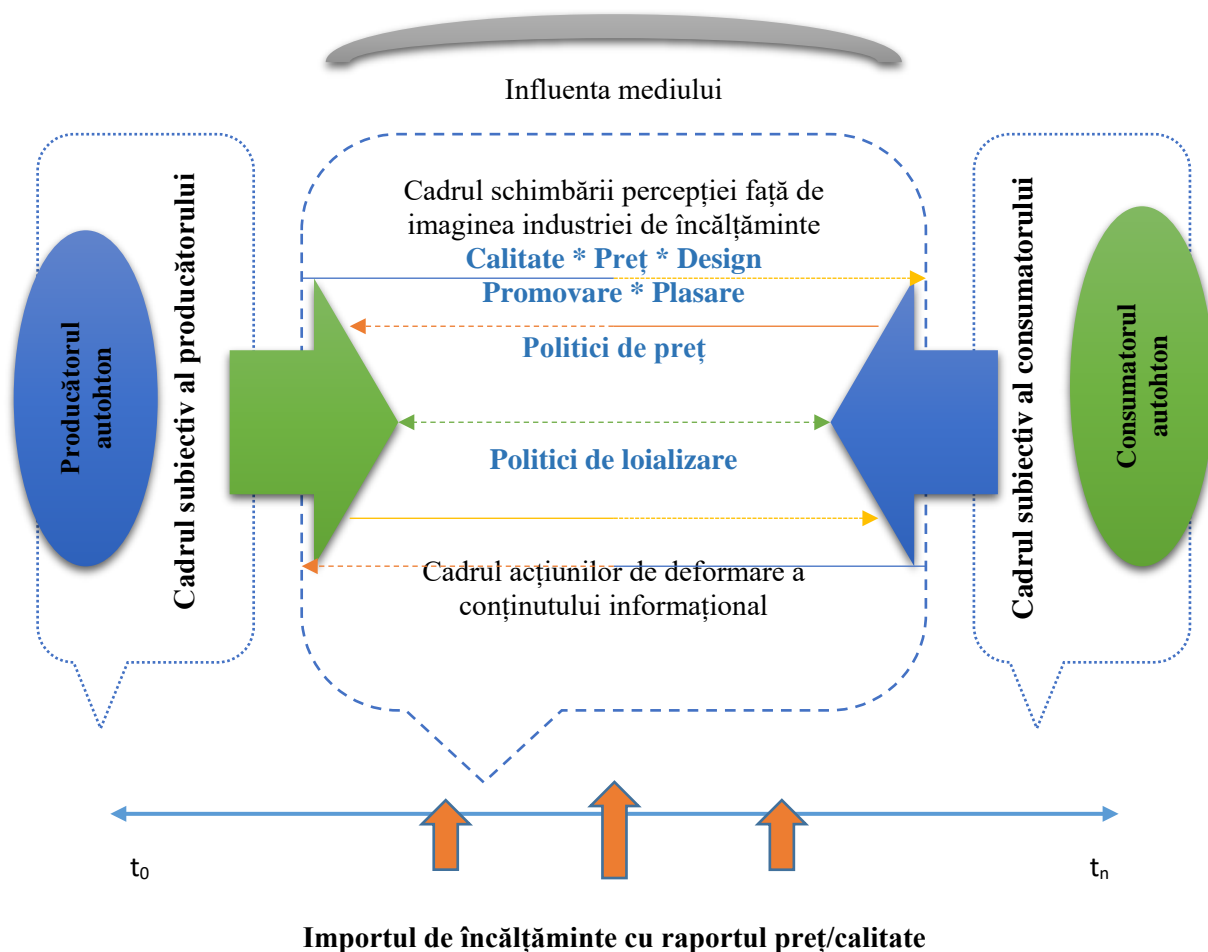 Influenta mediului
Producătorul
autohton
Cadrul subiectiv al producătorului
Cadrul schimbării percepției față de
imaginea industriei de încălțăminte
Calitate * Preț * Design
Promovare * Plasare
Politici de preț
Politici de loializare
Cadrul acțiunilor de deformare a
conținutului informațional
Cadrul subiectiv al consumatorului
Consumatorul
autohton
t0
tn
Importul de încălțăminte cu raportul preț/calitate